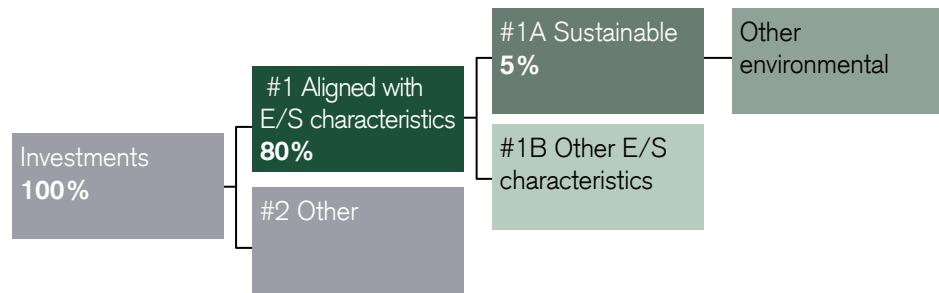 #1A Sustainable
5%
Other
environmental
#1 Aligned with
E/S characteristics
80%
#1B Other E/S
characteristics
Investments
100%
#2 Other